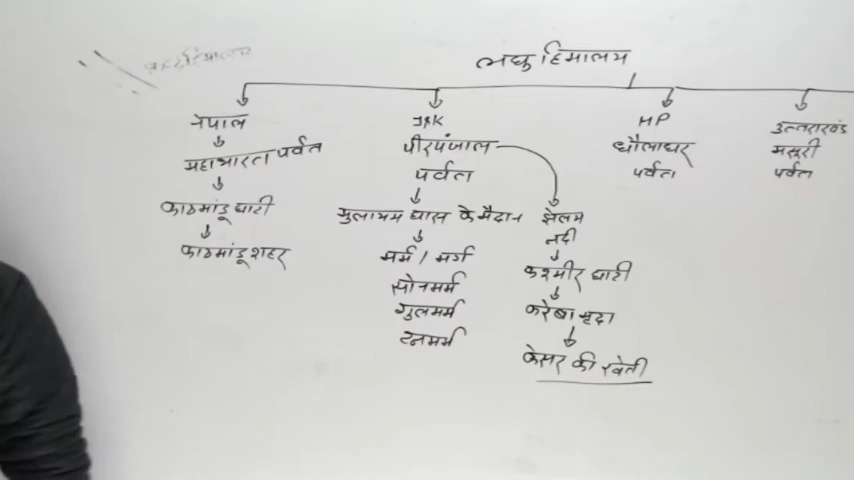 लघु हिमालय
नेपाल
महाभारत पर्वत
काठमांडू घाटी
काठमांडू शहर
J&K
पीरपंजाल
पर्वत
मुलायम घास के मैदान
मर्म / मर्ग
सोनमर्म
गुलमर्म
टनमर्म
झेलम
नदी
कश्मीर घाटी
करेबा मृदा
केसर की खेती
HP
धौलाधर
पर्वत
उत्तराखंड
मसूरी
पर्वत